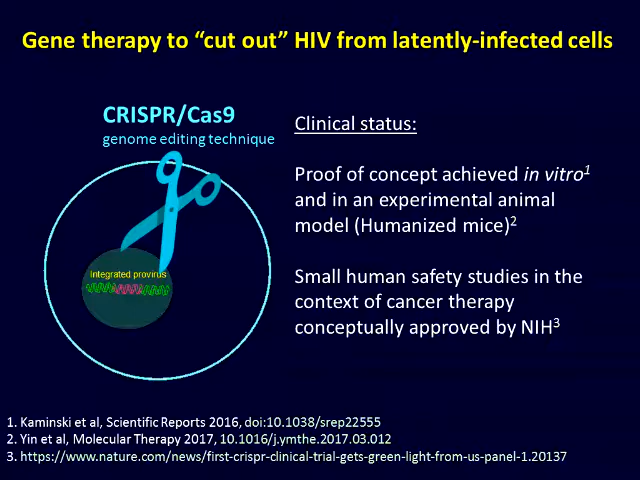 Gene therapy to “cut out” HIV from latently-infected cells
CRISPR/Cas9
genome editing technique
Integrated provirus
Clinical status:
Proof of concept achieved in vitro1
and in an experimental animal
model (Humanized mice)2
Small human safety studies in the
context of cancer therapy
conceptually approved by NIH3
1. Kaminski et al, Scientific Reports 2016, doi:10.1038/srep22555
2. Yin et al, Molecular Therapy 2017, 10.1016/j.ymthe.2017.03.012
3. https://www.nature.com/news/first-crispr-clinical-trial-gets-green-light-from-us-panel-1.20137